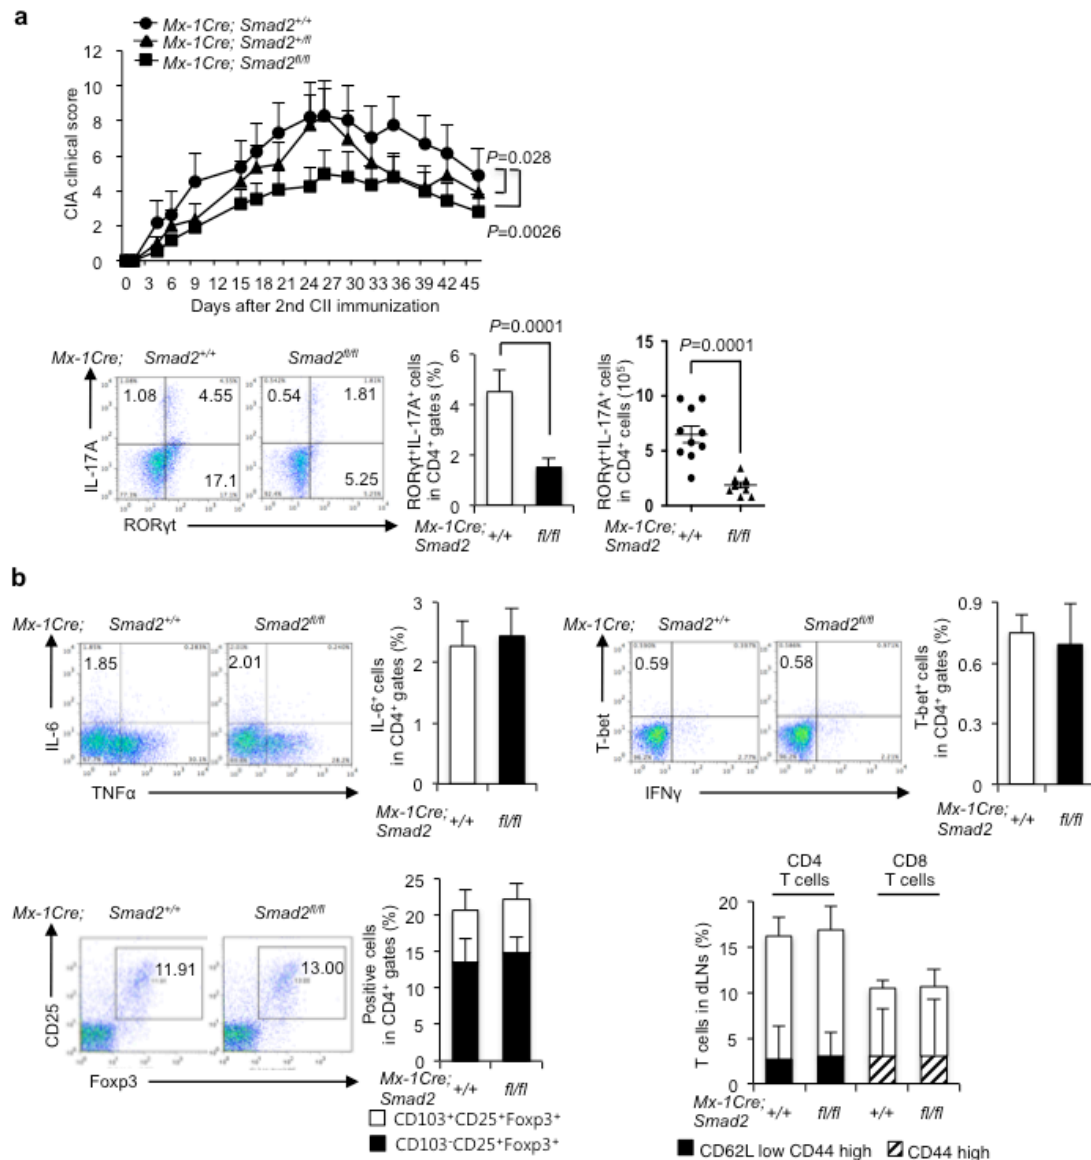 a
Mx-1Cre; Smad2+/+
Mx-1Cre; Smad2+/fl
Mx-1Cre; Smad2fl/fl
CIA clinical score
12
10
8
6
4
2
0
P=0.028
P=0.0026
0 3 6 9 12 15 18 21 24 27 30 33 36 39 42 45
Days after 2nd CII immunization
Mx-1Cre; Smad2+/+ Smad2fl/fl
1.08 4.55 0.54 1.81
17.1 5.25
IL-17A
RORγt
P=0.0001
RORγt+IL-17A+ cells
in CD4+ gates (%)
6
4
2
0
Mx-1Cre;
Smad2 +/+ fl/fl
P=0.0001
RORγt+IL-17A+ cells
in CD4+ cells (105)
15
10
5
0
Mx-1Cre;
Smad2 +/+ fl/fl
b
Mx-1Cre; Smad2+/+ Smad2fl/fl
1.85 2.01
IL-6
TNFα
IL-6+ cells
in CD4+ gates (%)
3
2
1
0
Mx-1Cre;
Smad2 +/+ fl/fl
Mx-1Cre; Smad2+/+ Smad2fl/fl
0.59 0.58
T-bet
IFNγ
T-bet+ cells
in CD4+ gates (%)
0.9
0.6
0.3
0
Mx-1Cre;
Smad2 +/+ fl/fl
Mx-1Cre; Smad2+/+ Smad2fl/fl
11.91 13.00
CD25
Foxp3
Positive cells
in CD4+ gates (%)
25
20
15
10
5
0
Mx-1Cre;
Smad2 +/+ fl/fl
CD103+CD25+Foxp3+
CD103-CD25+Foxp3+
CD4
T cells
CD8
T cells
T cells in dLNs (%)
20
15
10
5
0
Mx-1Cre;
Smad2 +/+ fl/fl +/+ fl/fl
CD62L low CD44 high CD44 high